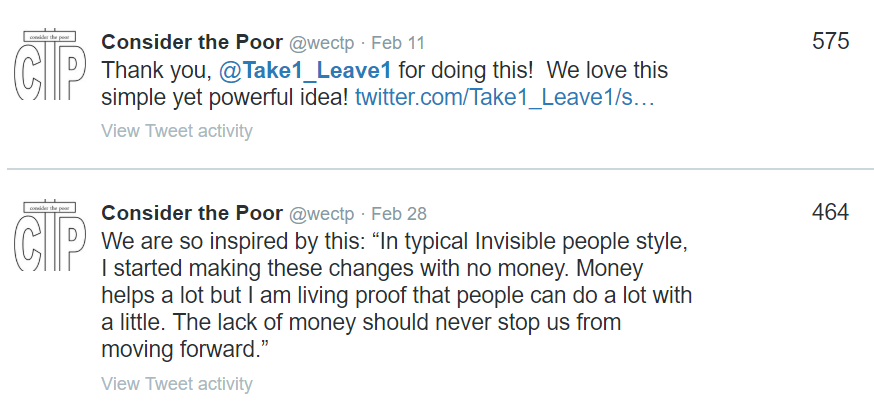 consider the poor
CTP
Consider the Poor @wectp · Feb 11
575
Thank you, @Take1_Leave1 for doing this!  We love this
simple yet powerful idea! twitter.com/Take1_Leave1/s…
View Tweet activity
consider the poor
CTP
Consider the Poor @wectp · Feb 28
464
We are so inspired by this: “In typical Invisible people style,
I started making these changes with no money. Money
helps a lot but I am living proof that people can do a lot with
a little. The lack of money should never stop us from
moving forward.”
View Tweet activity